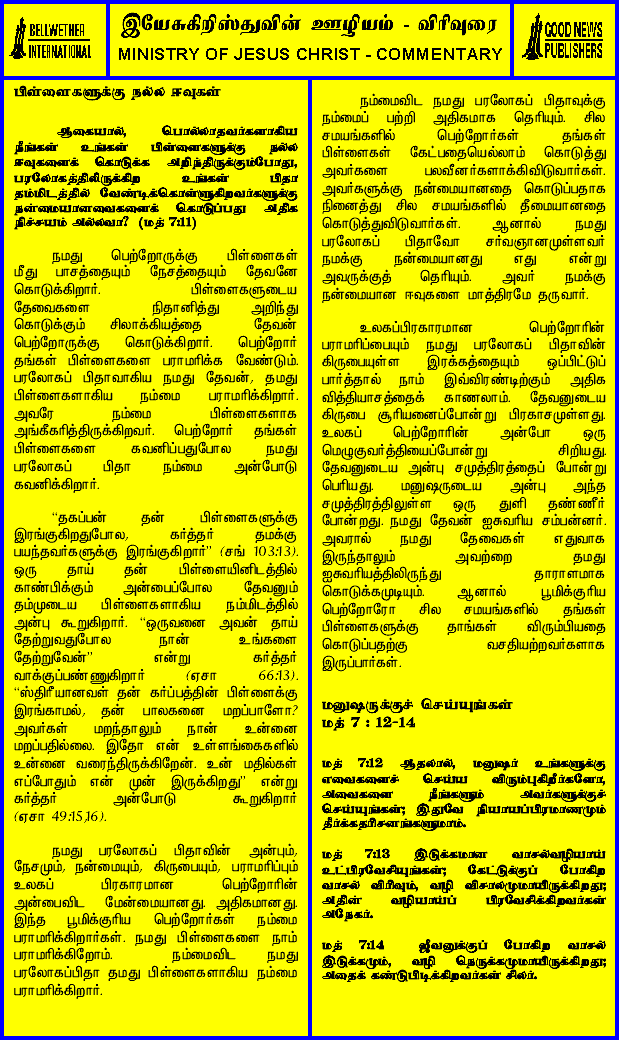 BELLWETHER
INTERNATIONAL
இயேசுகிறிஸ்துவின் ஊழியம் - விரிவுரை
MINISTRY OF JESUS CHRIST - COMMENTARY
GOOD NEWS
PUBLISHERS
பிள்ளைகளுக்கு நல்ல ஈவுகள்
ஆகையால், பொல்லாதவர்களாகிய
நீங்கள் உங்கள் பிள்ளைகளுக்கு நல்ல
ஈவுகளைக் கொடுக்க அறிந்திருக்கும்போது,
பரலோகத்திலிருக்கிற உங்கள் பிதா
தம்மிடத்தில் வேண்டிக்கொள்ளுகிறவர்களுக்கு
நன்மையானவைகளைக் கொடுப்பது அதிக
நிச்சயம் அல்லவா? (மத் 7:11)
நமது பெற்றோருக்கு பிள்ளைகள்
மீது பாசத்தையும் நேசத்தையும் தேவனே
கொடுக்கிறார். பிள்ளைகளுடைய
தேவைகளை நிதானித்து அறிந்து
கொடுக்கும் சிலாக்கியத்தை தேவன்
பெற்றோருக்கு கொடுக்கிறார். பெற்றோர்
தங்கள் பிள்ளைகளை பராமரிக்க வேண்டும்.
பரலோகப் பிதாவாகிய நமது தேவன், தமது
பிள்ளைகளாகிய நம்மை பராமரிக்கிறார்.
அவரே நம்மை பிள்ளைகளாக
அங்கீகரித்திருக்கிறவர். பெற்றோர் தங்கள்
பிள்ளைகளை கவனிப்பதுபோல நமது
பரலோகப் பிதா நம்மை அன்போடு
கவனிக்கிறார்.
“தகப்பன் தன் பிள்ளைகளுக்கு
இரங்குகிறதுபோல, கர்த்தர் தமக்கு
பயந்தவர்களுக்கு இரங்குகிறார்” (சங் 103:13).
ஒரு தாய் தன் பிள்ளையினிடத்தில்
காண்பிக்கும் அன்பைப்போல தேவனும்
தம்முடைய பிள்ளைகளாகிய நம்மிடத்தில்
அன்பு கூறுகிறார். “ஒருவனை அவன் தாய்
தேற்றுவதுபோல நான் உங்களை
தேற்றுவேன்” என்று கர்த்தர்
வாக்குப்பண்ணுகிறார் (ஏசா 66:13).
“ஸ்திரீயானவள் தன் கர்ப்பத்தின் பிள்ளைக்கு
இரங்காமல், தன் பாலகனை மறப்பாளோ?
அவர்கள் மறந்தாலும் நான் உன்னை
மறப்பதில்லை. இதோ என் உள்ளங்கைகளில்
உன்னை வரைந்திருக்கிறேன். உன் மதில்கள்
எப்போதும் என் முன் இருக்கிறது” என்று
கர்த்தர் அன்போடு கூறுகிறார்
(ஏசா 49:15,16).
நமது பரலோகப் பிதாவின் அன்பும்,
நேசமும், நன்மையும், கிருபையும், பராமரிப்பும்
உலகப் பிரகாரமான பெற்றோரின்
அன்பைவிட மேன்மையானது. அதிகமானது.
இந்த பூமிக்குரிய பெற்றோர்கள் நம்மை
பராமரிக்கிறார்கள். நமது பிள்ளைகளை நாம்
பராமரிக்கிறோம். நம்மைவிட நமது
பரலோகப்பிதா தமது பிள்ளைகளாகிய நம்மை
பராமரிக்கிறார்.
நம்மைவிட நமது பரலோகப் பிதாவுக்கு
நம்மைப் பற்றி அதிகமாக தெரியும். சில
சமயங்களில் பெற்றோர்கள் தங்கள்
பிள்ளைகள் கேட்பதையெல்லாம் கொடுத்து
அவர்களை பலவீனர்களாக்கிவிடுவார்கள்.
அவர்களுக்கு நன்மையானதை கொடுப்பதாக
நினைத்து சில சமயங்களில் தீமையானதை
கொடுத்துவிடுவார்கள். ஆனால் நமது
பரலோகப் பிதாவோ சர்வஞானமுள்ளவர்
நமக்கு நன்மையானது எது என்று
அவருக்குத் தெரியும். அவர் நமக்கு
நன்மையான ஈவுகளை மாத்திரமே தருவார்.
உலகப்பிரகாரமான பெற்றோரின்
பராமரிப்பையும் நமது பரலோகப் பிதாவின்
கிருபையுள்ள இரக்கத்தையும் ஒப்பிட்டுப்
பார்த்தால் நாம் இவ்விரண்டிற்கும் அதிக
வித்தியாசத்தைக் காணலாம். தேவனுடைய
கிருபை சூரியனைப்போன்று பிரகாசமுள்ளது.
உலகப் பெற்றோரின் அன்போ ஒரு
மெழுகுவர்த்தியைப்போன்று சிறியது.
தேவனுடைய அன்பு சமுத்திரத்தைப் போன்று
பெரியது. மனுஷருடைய அன்பு அந்த
சமுத்திரத்திலுள்ள ஒரு துளி தண்ணீர்
போன்றது. நமது தேவன் ஐசுவரிய சம்பன்னர்.
அவரால் நமது தேவைகள் எதுவாக
இருந்தாலும் அவற்றை தமது
ஐசுவரியத்திலிருந்து தாராளமாக
கொடுக்கமுடியும். ஆனால் பூமிக்குரிய
பெற்றோரோ சில சமயங்களில் தங்கள்
பிள்ளைகளுக்கு தாங்கள் விரும்பியதை
கொடுப்பதற்கு வசதியற்றவர்களாக
இருப்பார்கள்.
மனுஷருக்குச் செய்யுங்கள்
மத் 7 : 12-14
மத் 7:12 ஆதலால், மனுஷர் உங்களுக்கு
எவைகளைச் செய்ய விரும்புகிறீர்களோ,
அவைகளை நீங்களும் அவர்களுக்குச்
செய்யுங்கள்; இதுவே நியாயப்பிரமாணமும்
தீர்க்கதரிசனங்களுமாம்.
மத் 7:13 இடுக்கமான வாசல்வழியாய்
உட்பிரவேசியுங்கள்; கேட்டுக்குப் போகிற
வாசல் விரிவும், வழி விசாலமுமாயிருக்கிறது;
அதின் வழியாய்ப் பிரவேசிக்கிறவர்கள்
அநேகர்.
மத் 7:14 ஜீவனுக்குப் போகிற வாசல்
இடுக்கமும், வழி நெருக்கமுமாயிருக்கிறது;
அதைக் கண்டுபிடிக்கிறவர்கள் சிலர்.